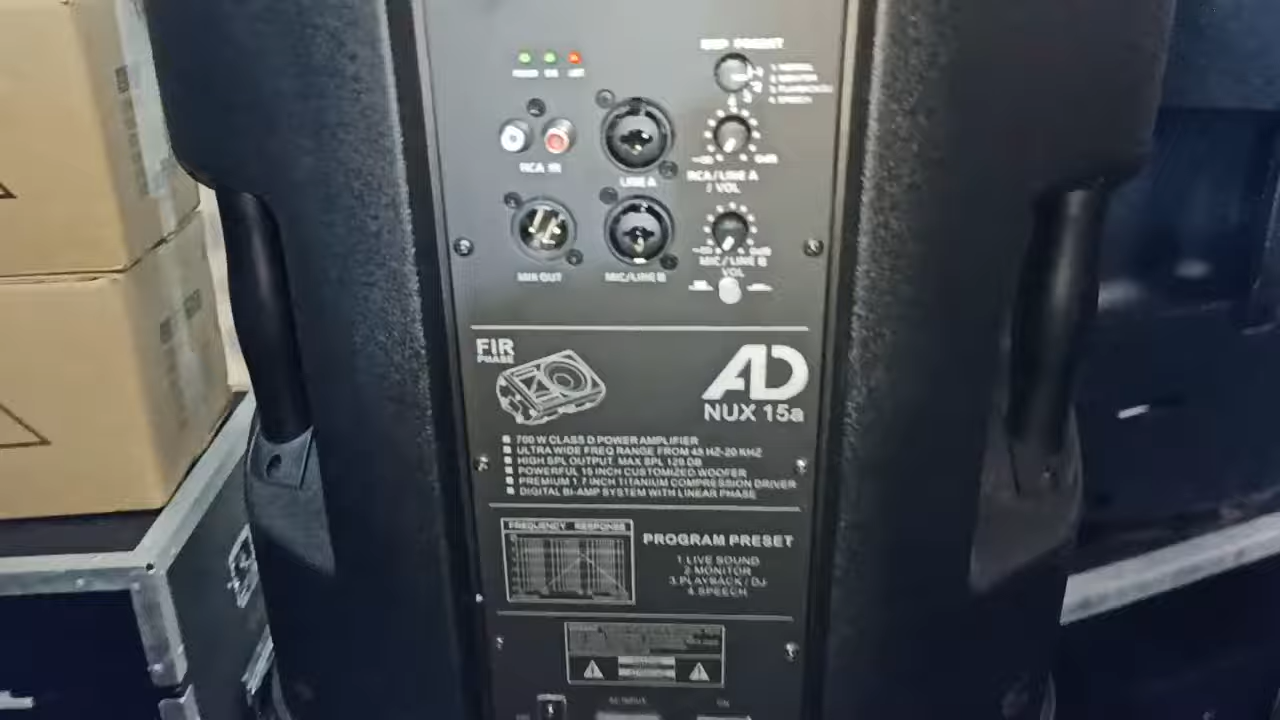 PRESET
RCA IN
LINE A
RCA/LINE A
VOL
MIX OUT
MIC/LINE B
MIC/LINE B
VOL
FIR
PHASE
AD
NUX 15a
700 W CLASS D POWER AMPLIFIER
ULTRA WIDE FREQ RANGE FROM 45 HZ-20 KHZ
HIGH SPL OUTPUT, MAX SPL 128 DB
POWERFUL 15 INCH CUSTOMIZED WOOFER
PREMIUM 1.7 INCH TITANIUM COMPRESSION DRIVER
DIGITAL BI-AMP SYSTEM WITH LINEAR PHASE
FREQUENCY RESPONSE
PROGRAM PRESET
1.LIVE SOUND
2.MONITOR
3.PLAYBACK / DJ
4.SPEECH
AC INPUT
ON